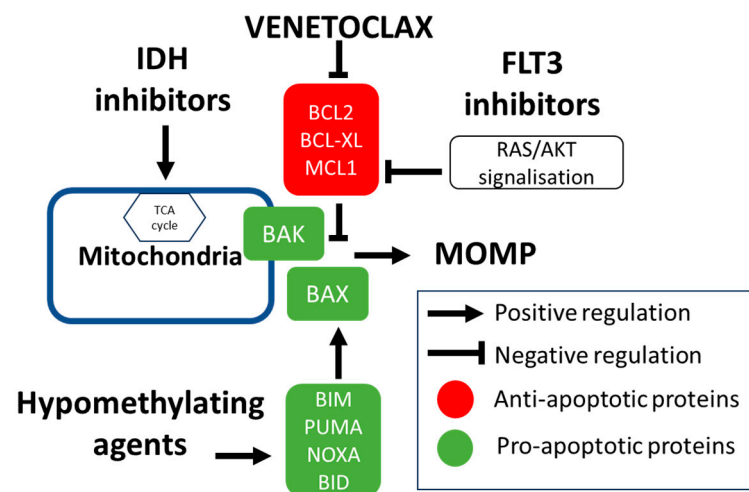 VENETOCLAX
IDH
inhibitors
FLT3
inhibitors
BCL2
BCL-XL
MCL1
RAS/AKT
signalisation
TCA
cycle
Mitochondria
BAK
MOMP
BAX
Positive regulation
Negative regulation
Anti-apoptotic proteins
Pro-apoptotic proteins
Hypomethylating
agents
BIM
PUMA
NOXA
BID